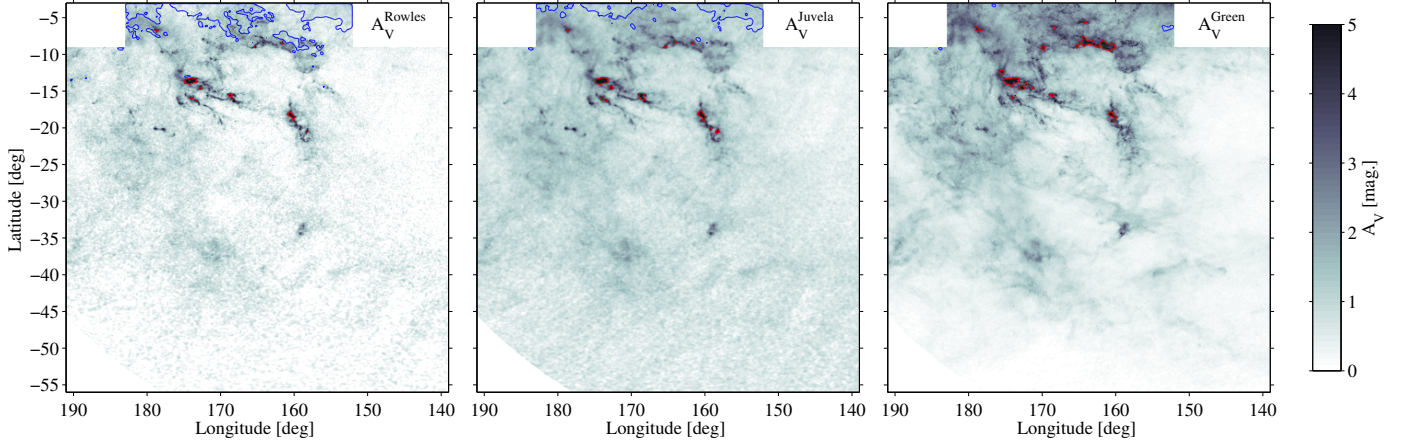 A_V^Rowles
A_V^Juvela
A_V^Green
−5
−10
−15
−20
−25
−30
−35
−40
−45
−50
−55
Latitude [deg]
190 180 170 160 150 140
190 180 170 160 150 140
190 180 170 160 150 140
Longitude [deg]
Longitude [deg]
Longitude [deg]
5
4
3
2
1
0
A_V [mag.]